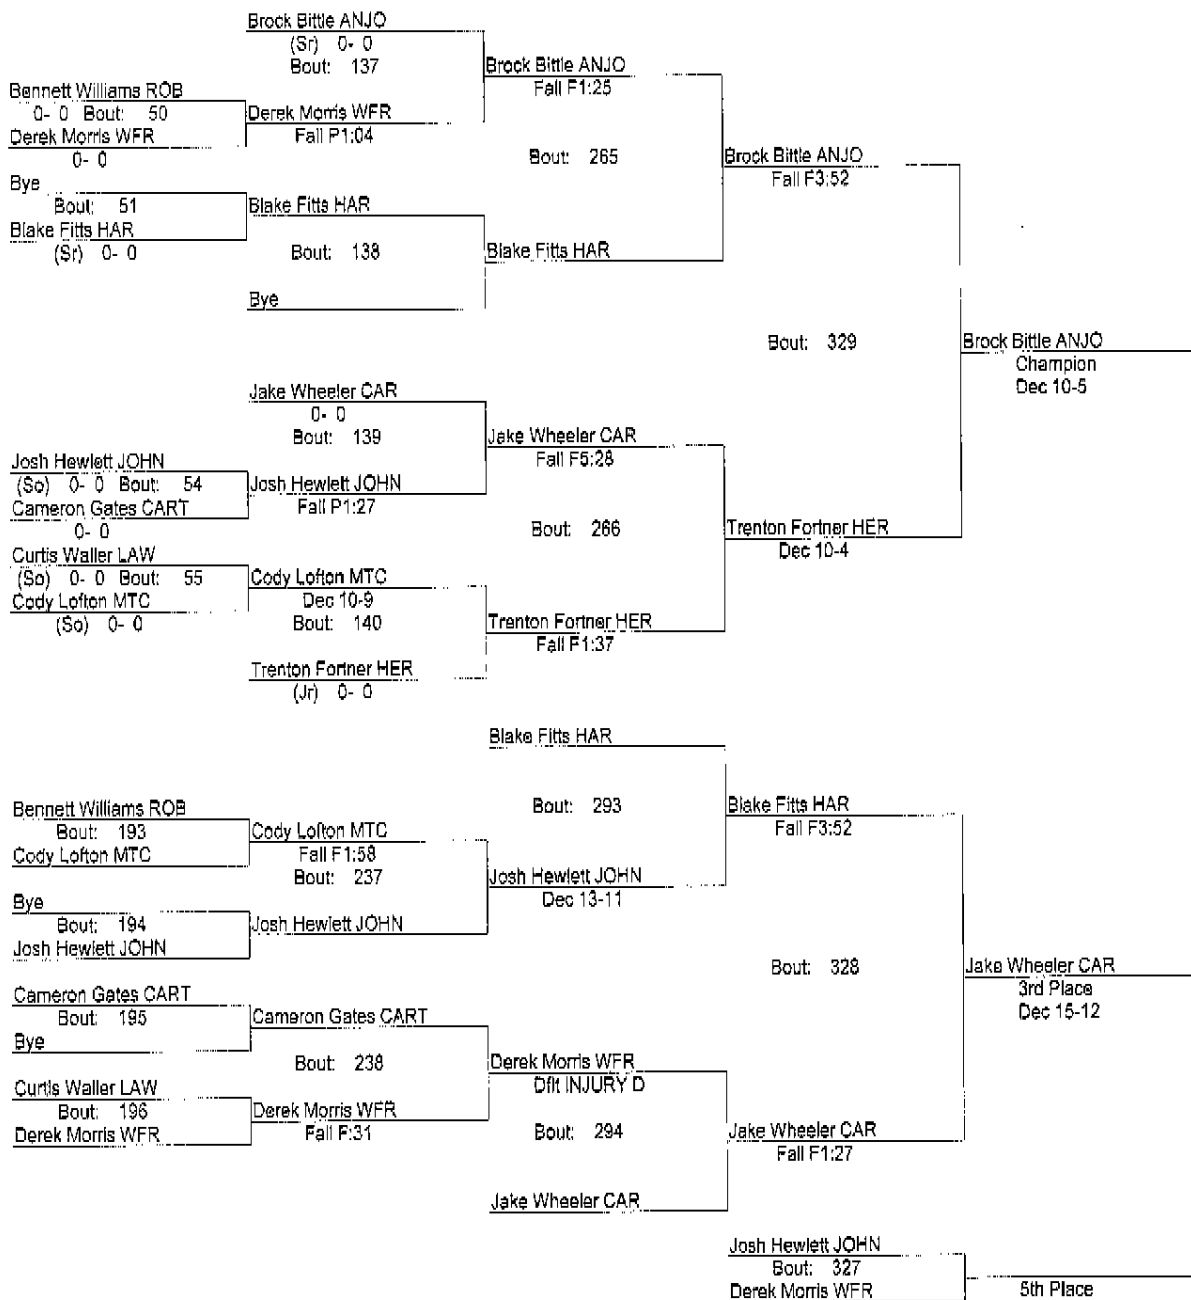 Brock Bittle ANJO
(Sr) 0- 0
Bout: 137
Brock Bittle ANJO
Fall F1:25
Bennett Williams ROB
0- 0 Bout: 50
Derek Morris WFR
0- 0
Derek Morris WFR
Fall P1:04
Bout: 265
Brock Bittle ANJO
Fall F3:52
Bye
Bout: 51
Blake Fitts HAR
(Sr) 0- 0
Blake Fitts HAR
Bout: 138
Blake Fitts HAR
Bye
Bout: 329
Brock Bittle ANJO
Champion
Dec 10-5
Jake Wheeler CAR
0- 0
Bout: 139
Jake Wheeler CAR
Fall F5:28
Josh Hewlett JOHN
(So) 0- 0 Bout: 54
Cameron Gates CART
0- 0
Josh Hewlett JOHN
Fall P1:27
Bout: 266
Trenton Fortner HER
Dec 10-4
Curtis Waller LAW
(So) 0- 0 Bout: 55
Cody Lofton MTC
(So) 0- 0
Cody Lofton MTC
Dec 10-9
Bout: 140
Trenton Fortner HER
Fall F1:37
Trenton Fortner HER
(Jr) 0- 0
Blake Fitts HAR
Bout: 293
Blake Fitts HAR
Fall F3:52
Bennett Williams ROB
Bout: 193
Cody Lofton MTC
Cody Lofton MTC
Fall F1:58
Bout: 237
Josh Hewlett JOHN
Dec 13-11
Bye
Bout: 194
Josh Hewlett JOHN
Josh Hewlett JOHN
Bout: 328
Jake Wheeler CAR
3rd Place
Dec 15-12
Cameron Gates CART
Bout: 195
Bye
Cameron Gates CART
Bout: 238
Derek Morris WFR
Dflt INJURY D
Curtis Waller LAW
Bout: 196
Derek Morris WFR
Derek Morris WFR
Fall F:31
Bout: 294
Jake Wheeler CAR
Fall F1:27
Jake Wheeler CAR
Josh Hewlett JOHN
Bout: 327
Derek Morris WFR
5th Place